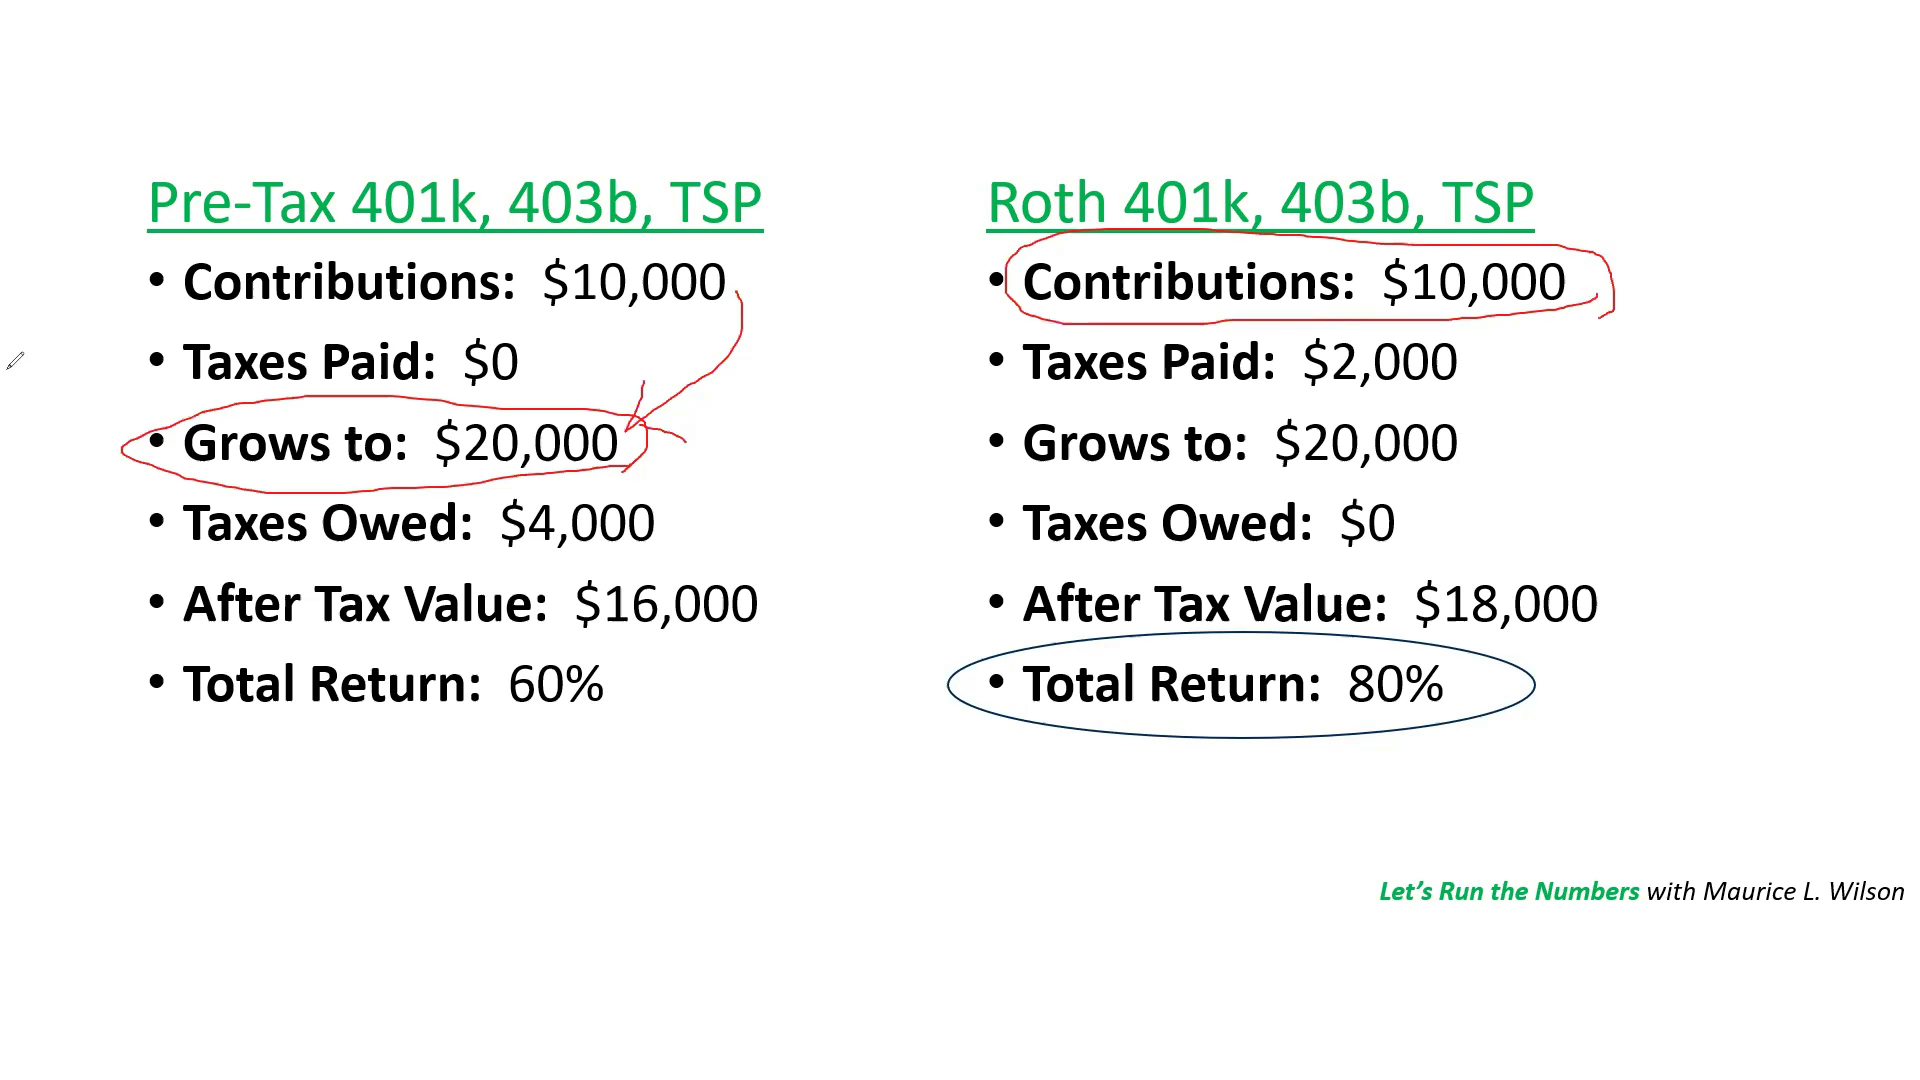 Pre-Tax 401k, 403b, TSP
• Contributions: $10,000
• Taxes Paid: $0
• Grows to: $20,000
• Taxes Owed: $4,000
• After Tax Value: $16,000
• Total Return: 60%
Roth 401k, 403b, TSP
• Contributions: $10,000
• Taxes Paid: $2,000
• Grows to: $20,000
• Taxes Owed: $0
• After Tax Value: $18,000
• Total Return: 80%
Let’s Run the Numbers with Maurice L. Wilson